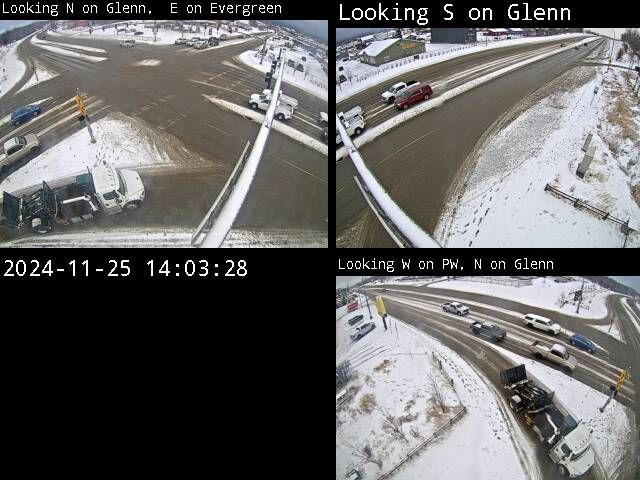 Looking N on Glenn,  E on Evergreen
Looking S on Glenn
2024-11-25 14:03:28
Looking W on PW, N on Glenn